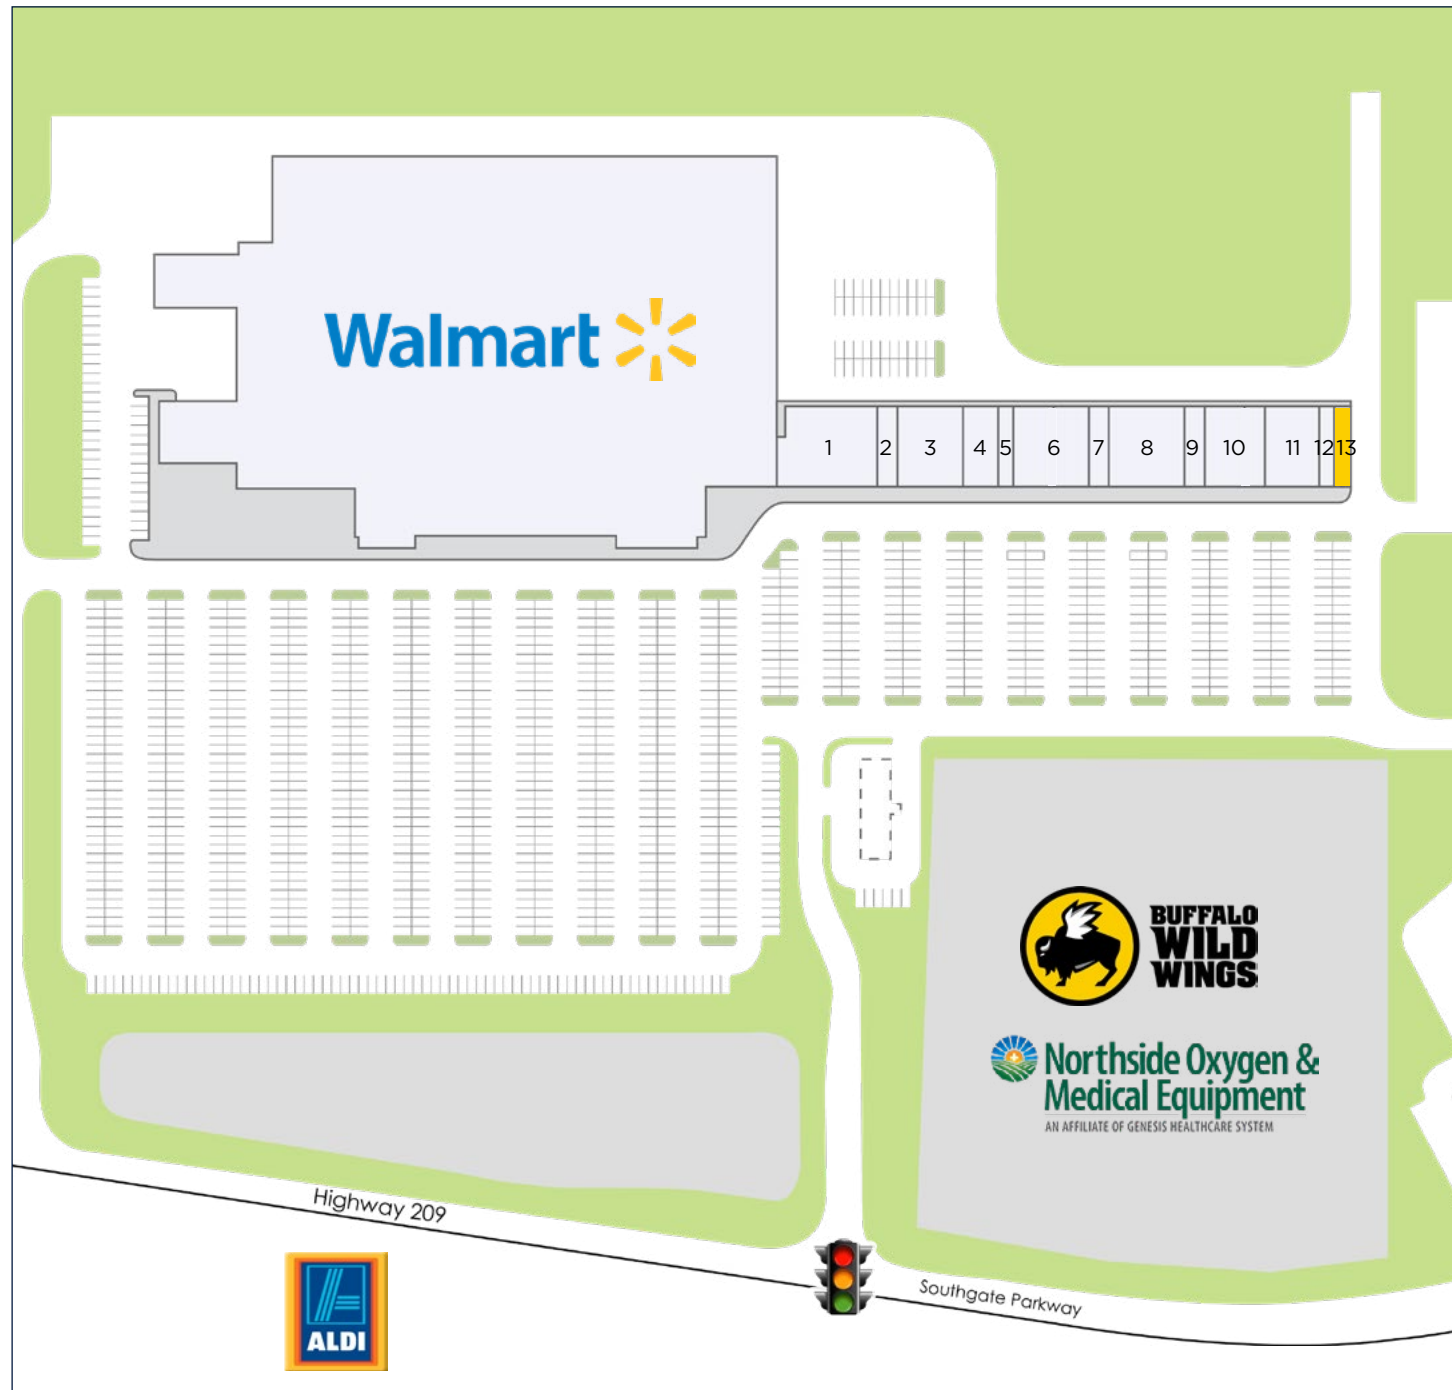 Walmart
1 2 3 4 5 6 7 8 9 10 11 12 13
BUFFALO
WILD
WINGS
Northside Oxygen &
Medical Equipment
AN AFFILIATE OF GENESIS HEALTHCARE SYSTEM
Highway 209
Southgate Parkway
ALDI